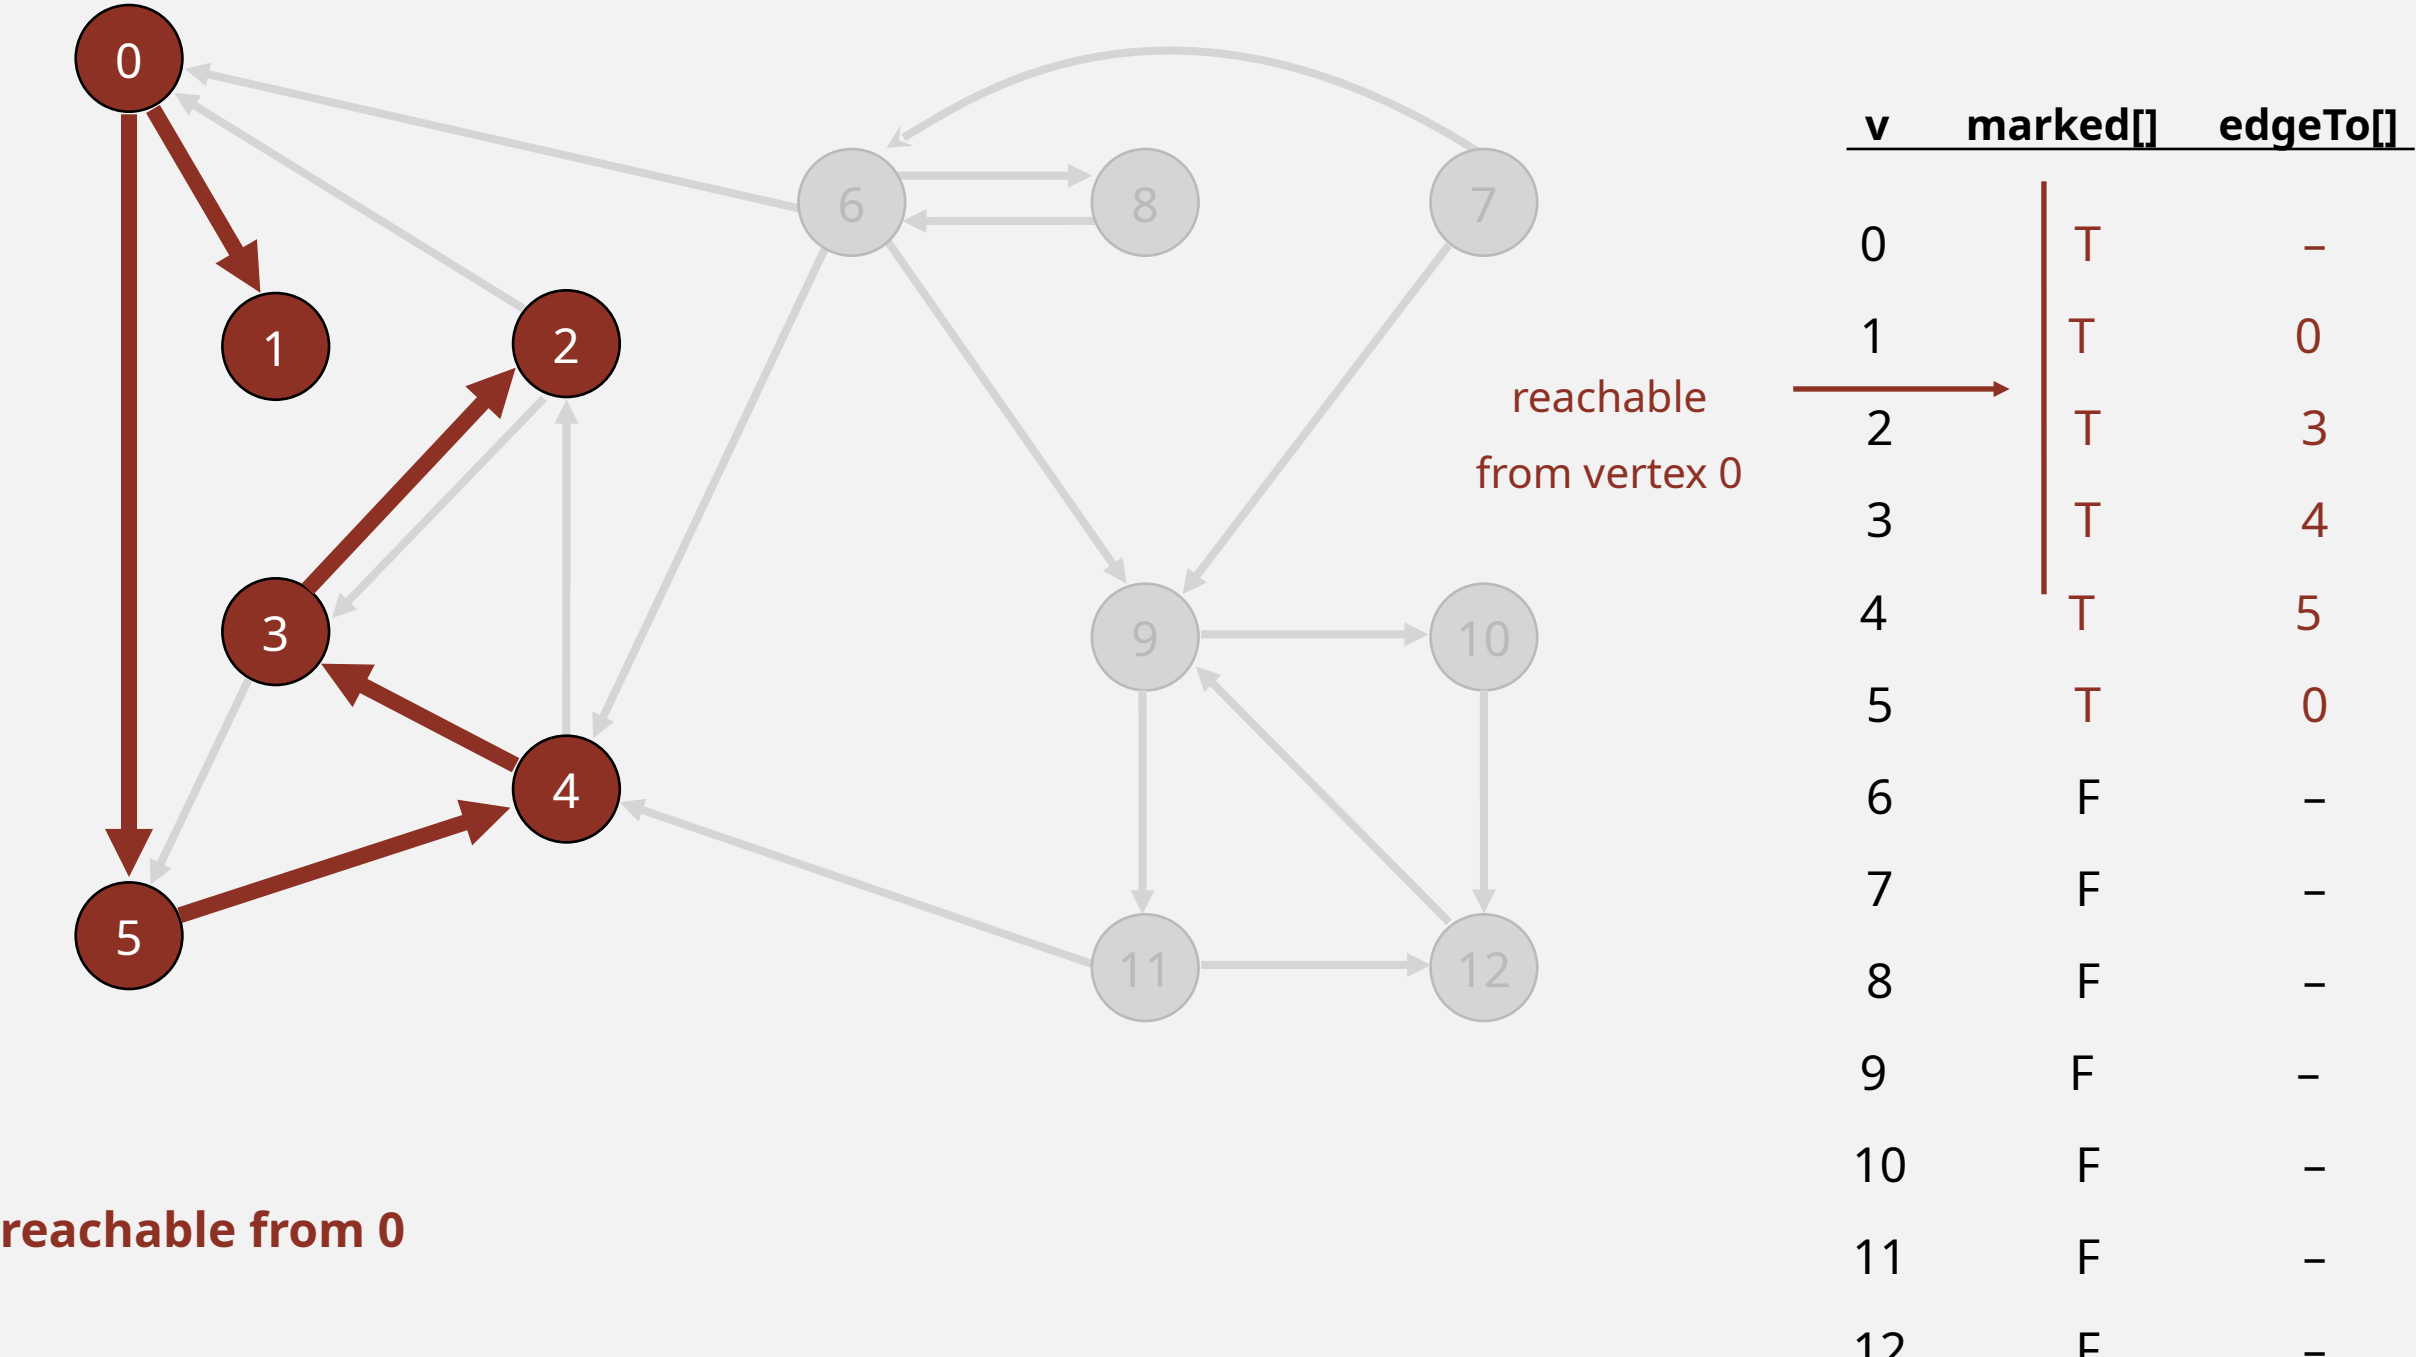 0
6
8
7
1
2
3
9
10
4
5
11
12
reachable from 0
reachable
from vertex 0
v marked[] edgeTo[]
0 T –
1 T 0
2 T 3
3 T 4
4 T 5
5 T 0
6 F –
7 F –
8 F –
9 F –
10 F –
11 F –
12 F –